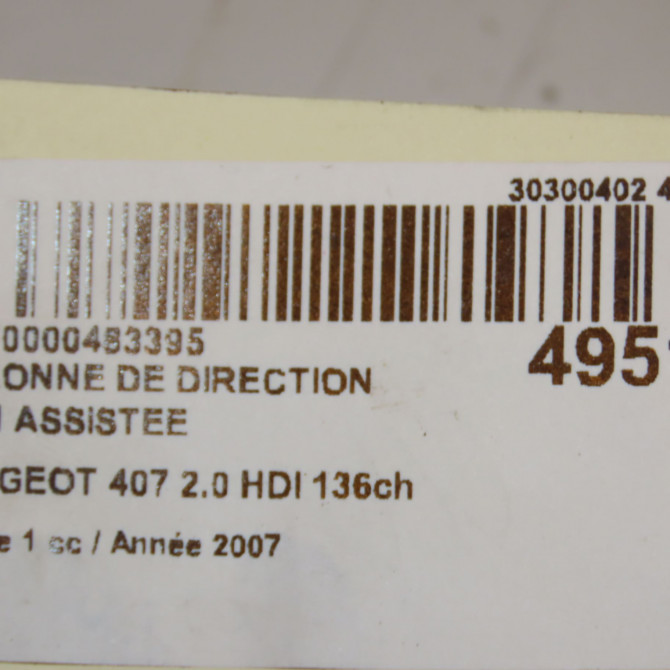 30300402 4
0000483395
495
ONNE DE DIRECTION
ASSISTEE
GEOT 407 2.0 HDI 136ch
e 1 cc / Année 2007